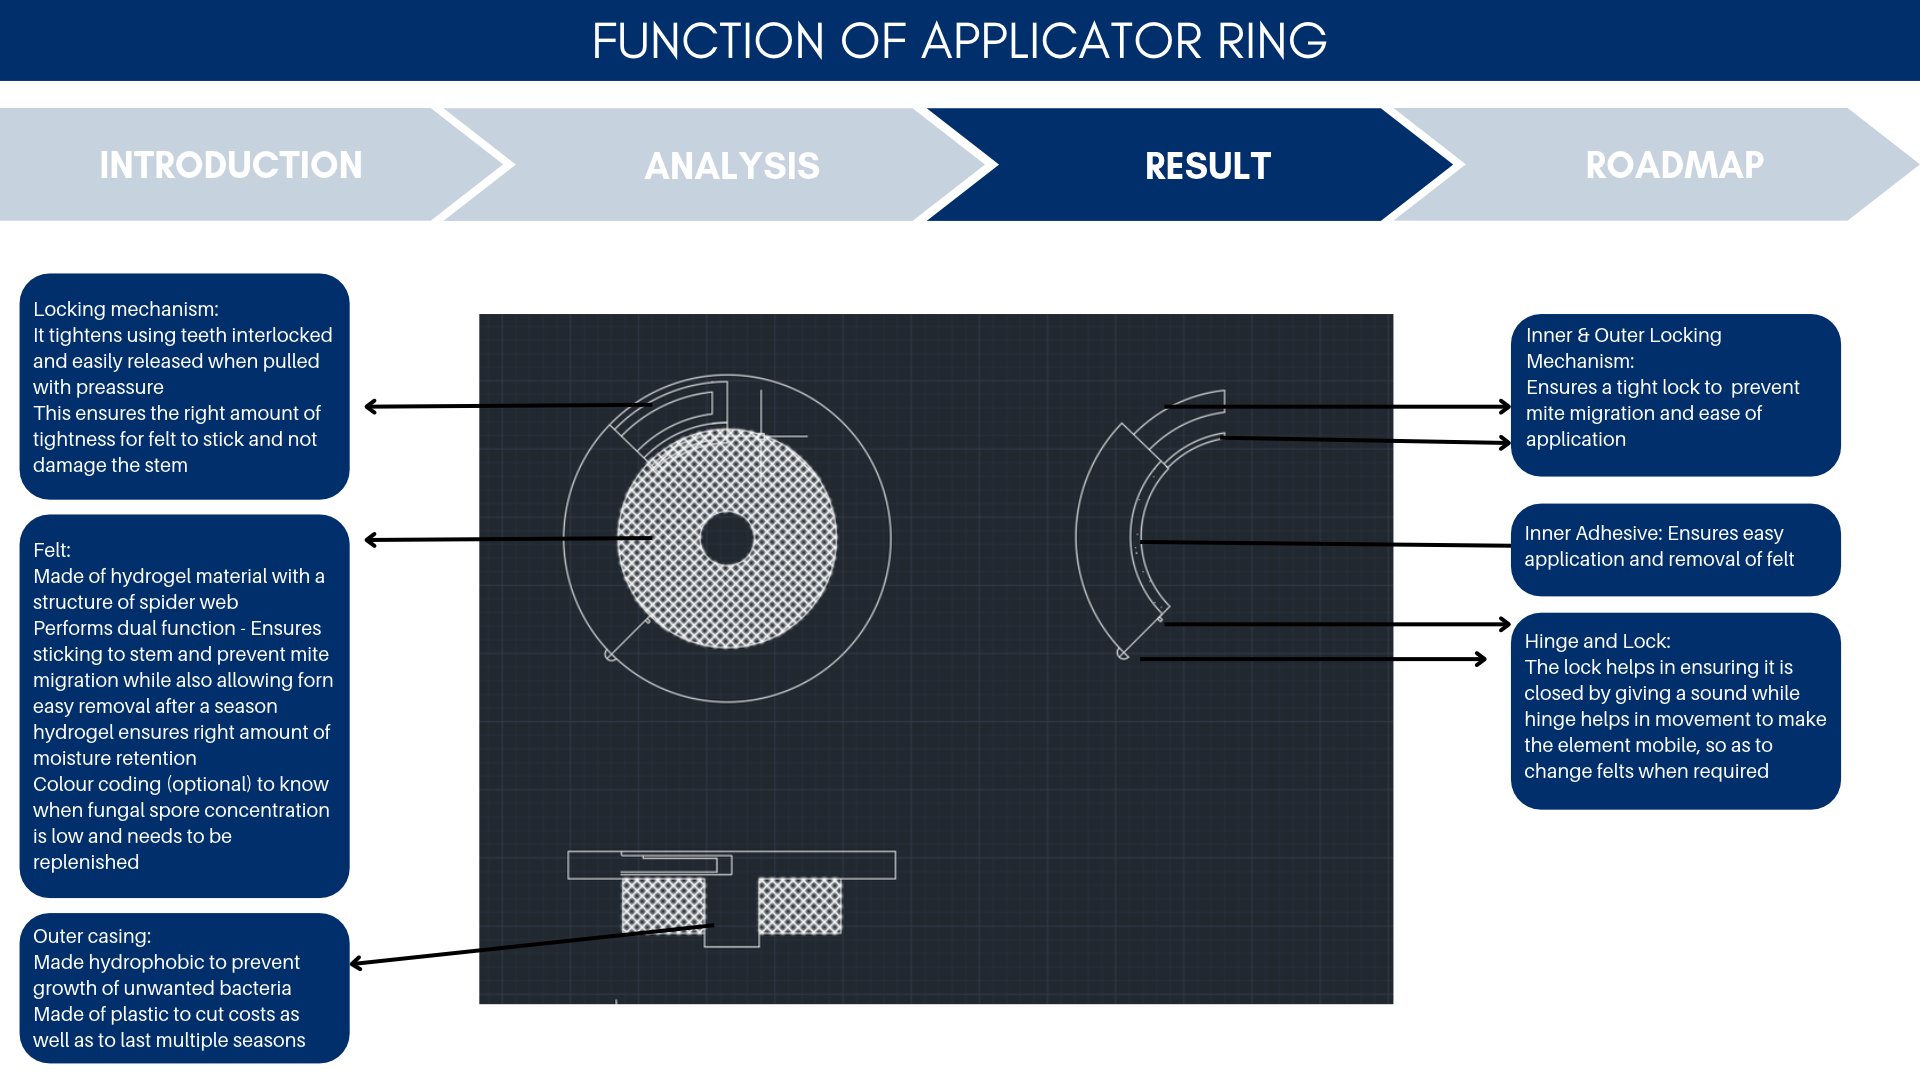 FUNCTION OF APPLICATOR RING
INTRODUCTION
ANALYSIS
RESULT
ROADMAP
Locking mechanism:
It tightens using teeth interlocked
and easily released when pulled
with preassure
This ensures the right amount of
tightness for felt to stick and not
damage the stem
Felt:
Made of hydrogel material with a
structure of spider web
Performs dual function - Ensures
sticking to stem and prevent mite
migration while also allowing forn
easy removal after a season
hydrogel ensures right amount of
moisture retention
Colour coding (optional) to know
when fungal spore concentration
is low and needs to be
replenished
Outer casing:
Made hydrophobic to prevent
growth of unwanted bacteria
Made of plastic to cut costs as
well as to last multiple seasons
Inner & Outer Locking
Mechanism:
Ensures a tight lock to  prevent
mite migration and ease of
application
Inner Adhesive: Ensures easy
application and removal of felt
Hinge and Lock:
The lock helps in ensuring it is
closed by giving a sound while
hinge helps in movement to make
the element mobile, so as to
change felts when required